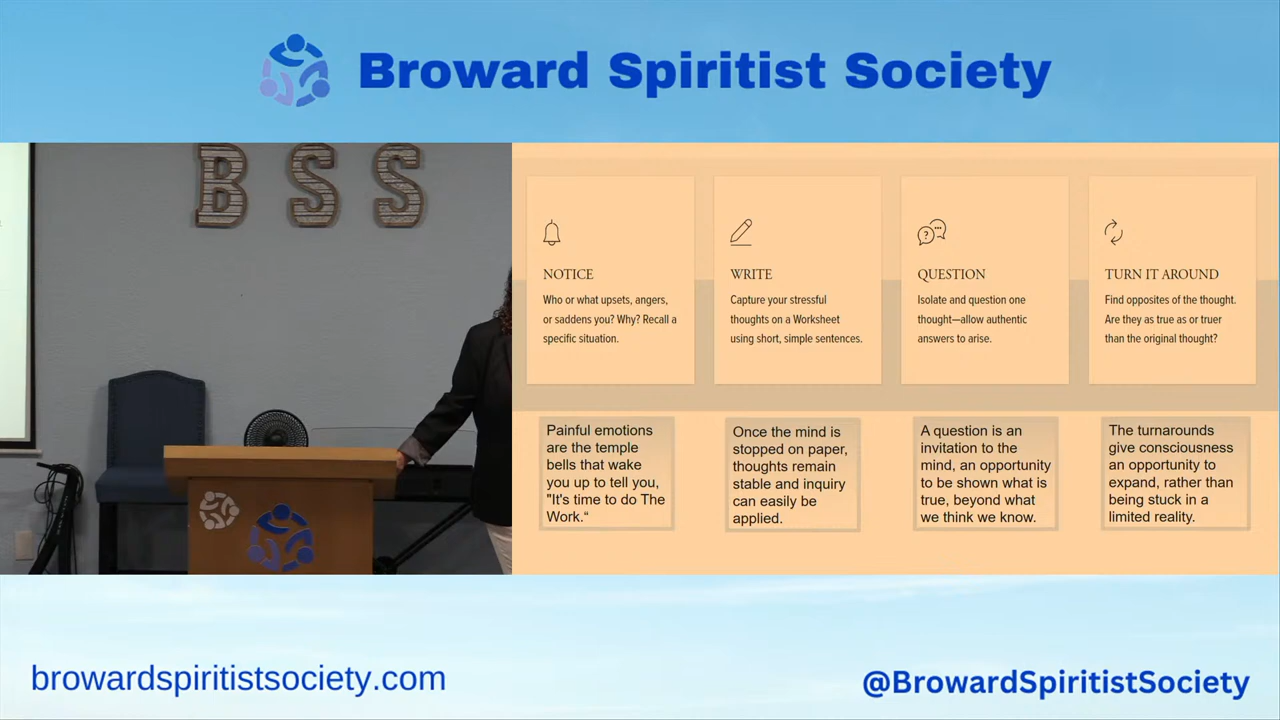 Broward Spiritist Society
B S S
NOTICE
Who or what upsets, angers,
or saddens you? Why? Recall a
specific situation.
WRITE
Capture your stressful
thoughts on a Worksheet
using short, simple sentences.
QUESTION
Isolate and question one
thought—allow authentic
answers to arise.
TURN IT AROUND
Find opposites of the thought.
Are they as true as or truer
than the original thought?
Painful emotions
are the temple
bells that wake
you up to tell you,
"It's time to do The
Work.“
Once the mind is
stopped on paper,
thoughts remain
stable and inquiry
can easily be
applied.
A question is an
invitation to the
mind, an opportunity
to be shown what is
true, beyond what
we think we know.
The turnarounds
give consciousness
an opportunity to
expand, rather than
being stuck in a
limited reality.
browardspiritistsociety.com
@BrowardSpiritistSociety